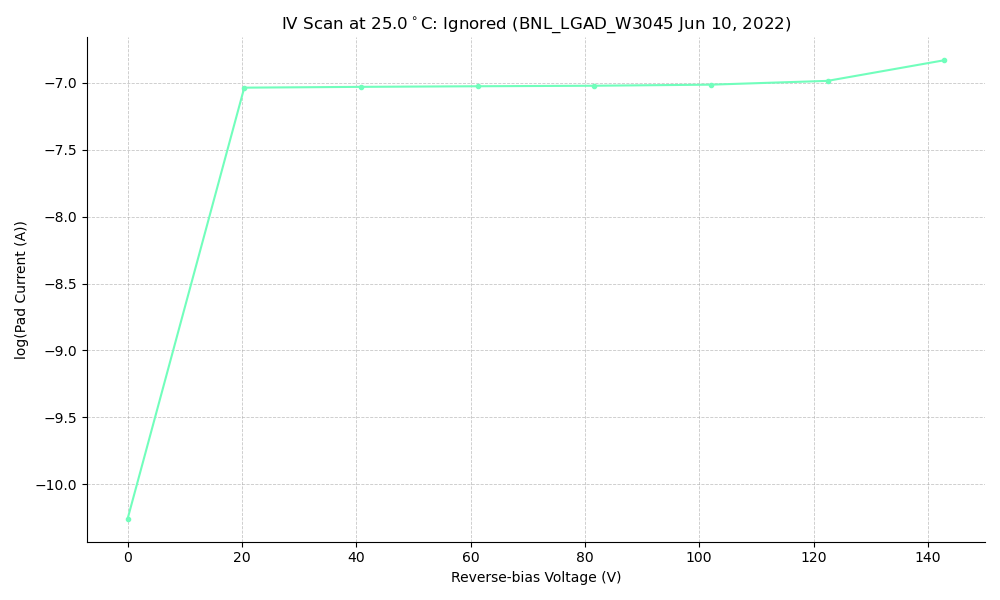 IV Scan at 25.0°C: Ignored (BNL_LGAD_W3045 Jun 10, 2022)
log(Pad Current (A))
−7.0
−7.5
−8.0
−8.5
−9.0
−9.5
−10.0
0 20 40 60 80 100 120 140
Reverse-bias Voltage (V)